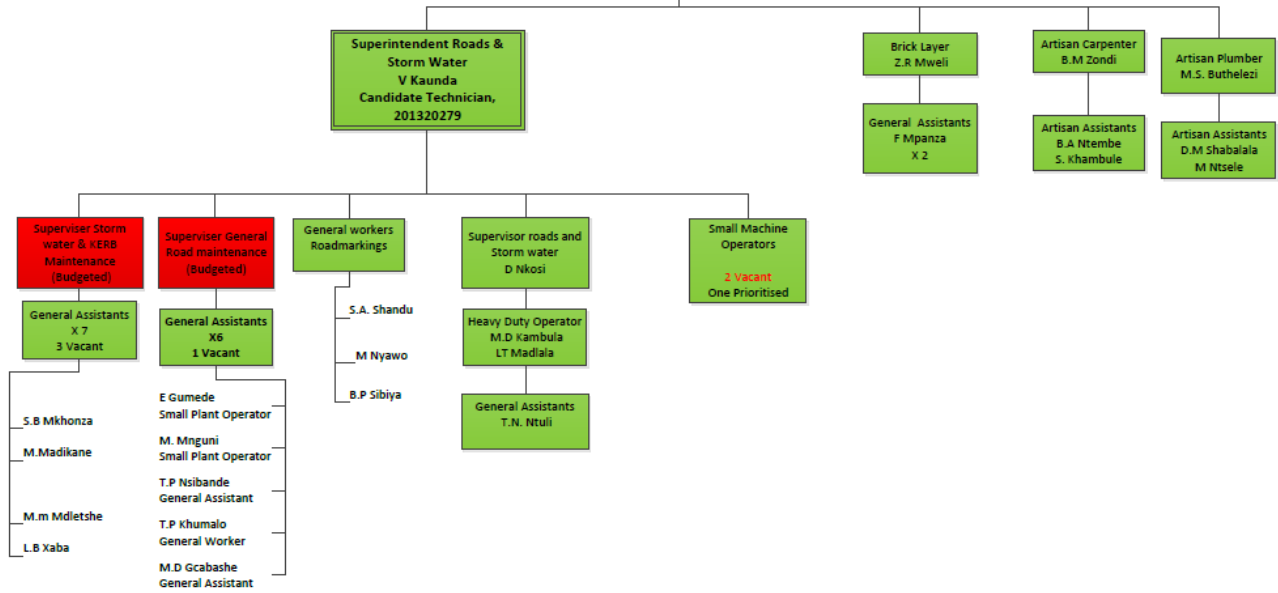 Superintendent Roads &
Storm Water
V Kaunda
Candidate Technician,
201320279
Brick Layer
Z.R Mweli
General Assistants
F Mpanza
X 2
Artisan Carpenter
B.M Zondi
Artisan Assistants
B.A Ntembe
S. Khambule
Artisan Plumber
M.S. Buthelezi
Artisan Assistants
D.M Shabalala
M Ntsele
Superviser Storm
water & KERB
Maintenance
(Budgeted)
General Assistants
X 7
3 Vacant
S.B Mkhonza
M.Madikane
M.m Mdletshe
L.B Xaba
Superviser General
Road maintenance
(Budgeted)
General Assistants
X6
1 Vacant
E Gumede
Small Plant Operator
M. Mnguni
Small Plant Operator
T.P Nsibande
General Assistant
T.P Khumalo
General Worker
M.D Gcabashe
General Assistant
General workers
Roadmarkings
S.A. Shandu
M Nyawo
B.P Sibiya
Supervisor roads and
Storm water
D Nkosi
Heavy Duty Operator
M.D Kambula
LT Madlala
General Assistants
T.N. Ntuli
Small Machine
Operators
2 Vacant
One Prioritised